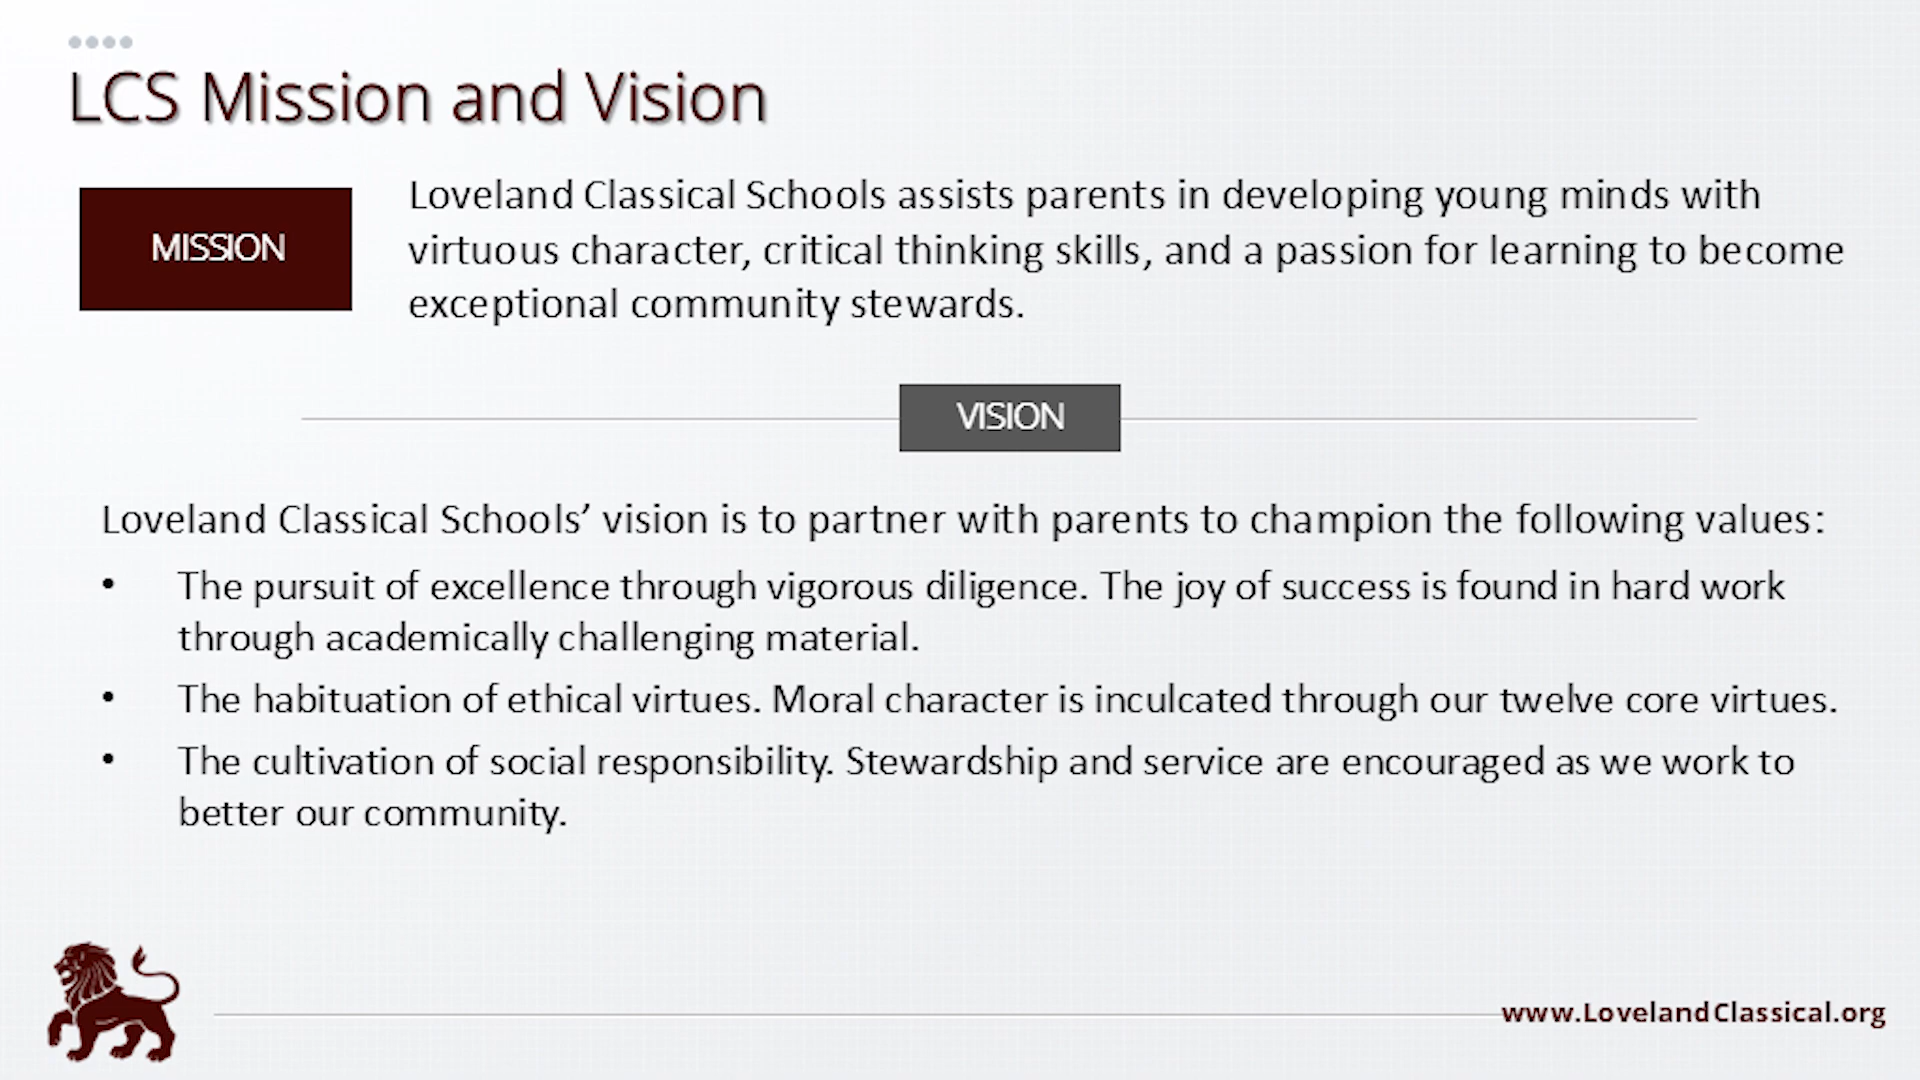 LCS Mission and Vision
MISSION
Loveland Classical Schools assists parents in developing young minds with
virtuous character, critical thinking skills, and a passion for learning to become
exceptional community stewards.
VISION
Loveland Classical Schools’ vision is to partner with parents to champion the following values:
• The pursuit of excellence through vigorous diligence. The joy of success is found in hard work
through academically challenging material.
• The habituation of ethical virtues. Moral character is inculcated through our twelve core virtues.
• The cultivation of social responsibility. Stewardship and service are encouraged as we work to
better our community.
www.LovelandClassical.org